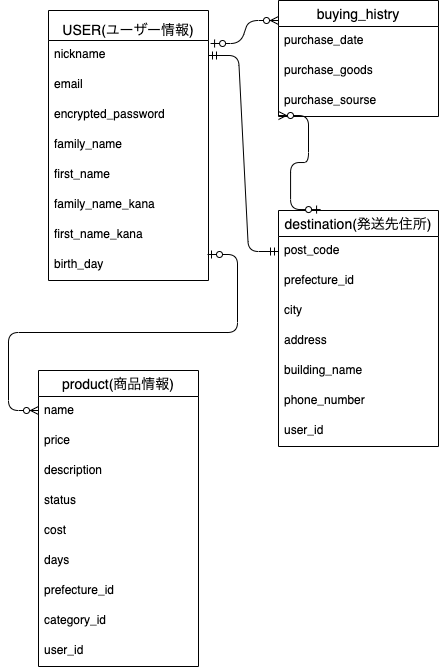 USER(ユーザー情報)
nickname
email
encrypted_password
family_name
first_name
family_name_kana
first_name_kana
birth_day
buying_histry
purchase_date
purchase_goods
purchase_sourse
destination(発送先住所)
post_code
prefecture_id
city
address
building_name
phone_number
user_id
product(商品情報)
name
price
description
status
cost
days
prefecture_id
category_id
user_id